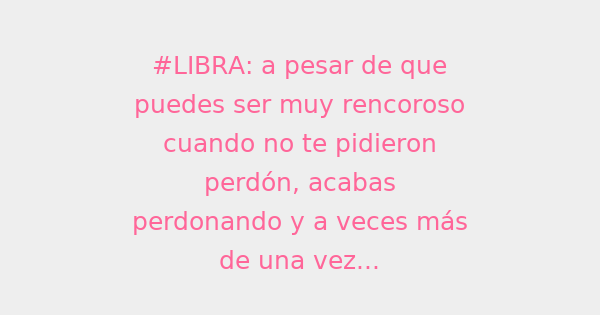 #LIBRA: a pesar de que
puedes ser muy rencoroso
cuando no te pidieron
perdón, acabas
perdonando y a veces más
de una vez...